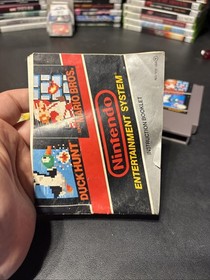 DUCK HUNT
SUPER MARIO BROS.
Nintendo
ENTERTAINMENT SYSTEM
INSTRUCTION BOOKLET